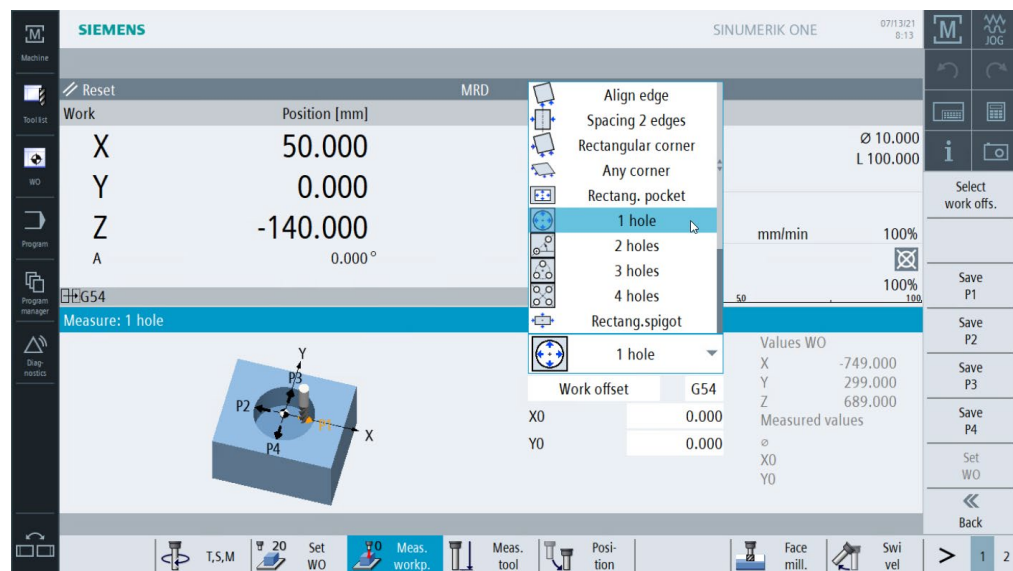 SIEMENS
SINUMERIK ONE
07/13/21
8:13
M
Machine
Tool list
WO
Program
Program
manager
Diag-
nostics
Reset
MRD
Work
Position [mm]
X
50.000
Y
0.000
Z
-140.000
A
0.000 °
G54
Ø 10.000
L 100.000
mm/min
100%
100%
50
100
Align edge
Spacing 2 edges
Rectangular corner
Any corner
Rectang. pocket
1 hole
2 holes
3 holes
4 holes
Rectang.spigot
Measure: 1 hole
Y
P3
P2
P1
X
P4
1 hole
Work offset
G54
X0
0.000
Y0
0.000
Values WO
X
-749.000
Y
299.000
Z
689.000
Measured values
⌀
X0
Y0
M
JOG
i
Select
work offs.
Save
P1
Save
P2
Save
P3
Save
P4
Set
WO
«
Back
T,S,M
20
Set
WO
0
Meas.
workp.
Meas.
tool
Posi-
tion
Face
mill.
Swi
vel
>
1
2